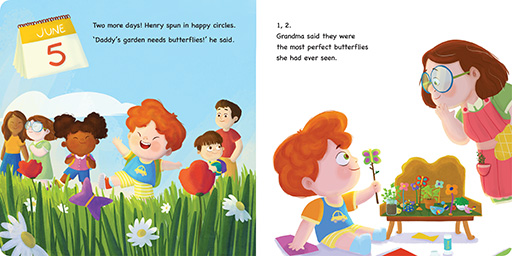 JUNE
5
Two more days! Henry spun in happy circles.
'Daddy's garden needs butterflies!' he said.
1, 2.
Grandma said they were
the most perfect butterflies
she had ever seen.